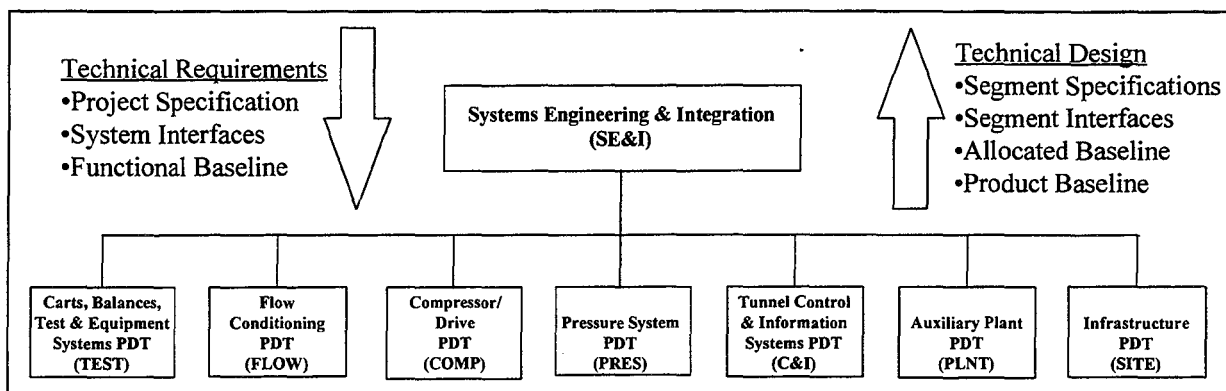 Technical Requirements
•Project Specification
•System Interfaces
•Functional Baseline
Systems Engineering & Integration
(SE&I)
Technical Design
•Segment Specifications
•Segment Interfaces
•Allocated Baseline
•Product Baseline
Carts, Balances,
Test & Equipment
Systems PDT
(TEST)
Flow
Conditioning
PDT
(FLOW)
Compressor/
Drive
PDT
(COMP)
Pressure System
PDT
(PRES)
Tunnel Control
& Information
Systems PDT
(C&I)
Auxiliary Plant
PDT
(PLNT)
Infrastructure
PDT
(SITE)